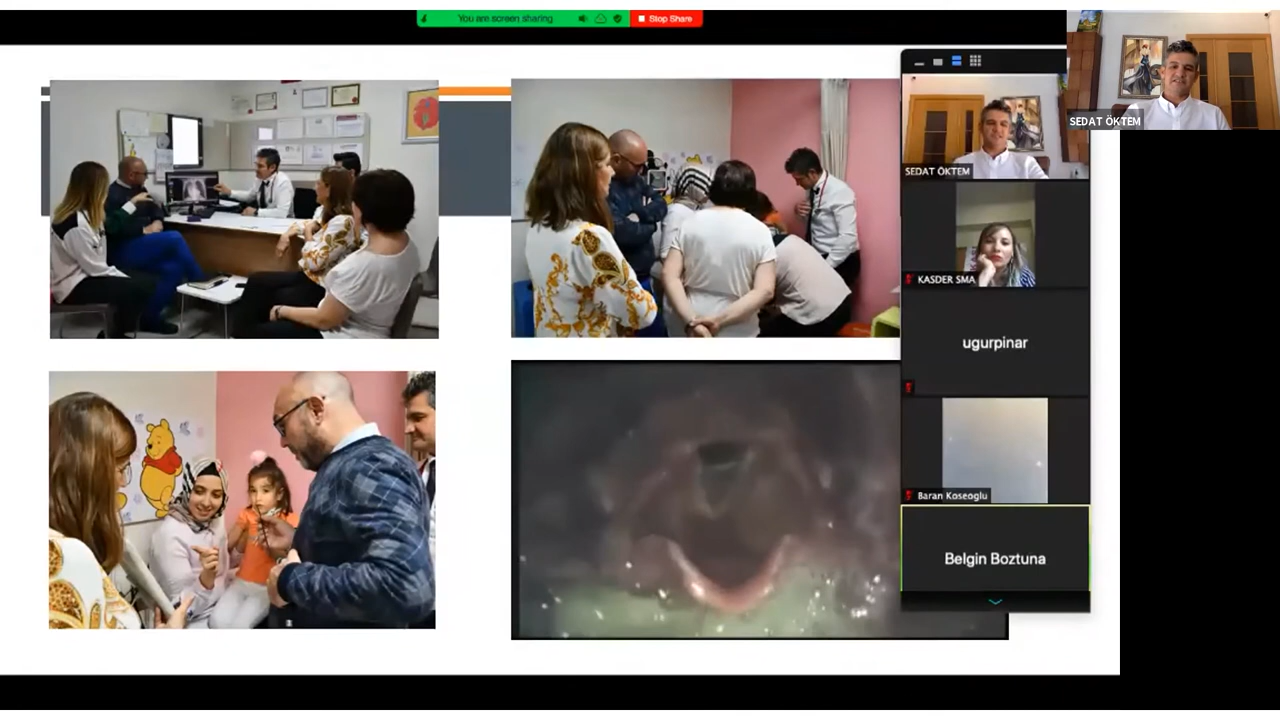 You are screen sharing
Stop Share
SEDAT ÖKTEM
SEDAT ÖKTEM
KASDER SMA
ugurpinar
Baran Koseoglu
Belgin Boztuna